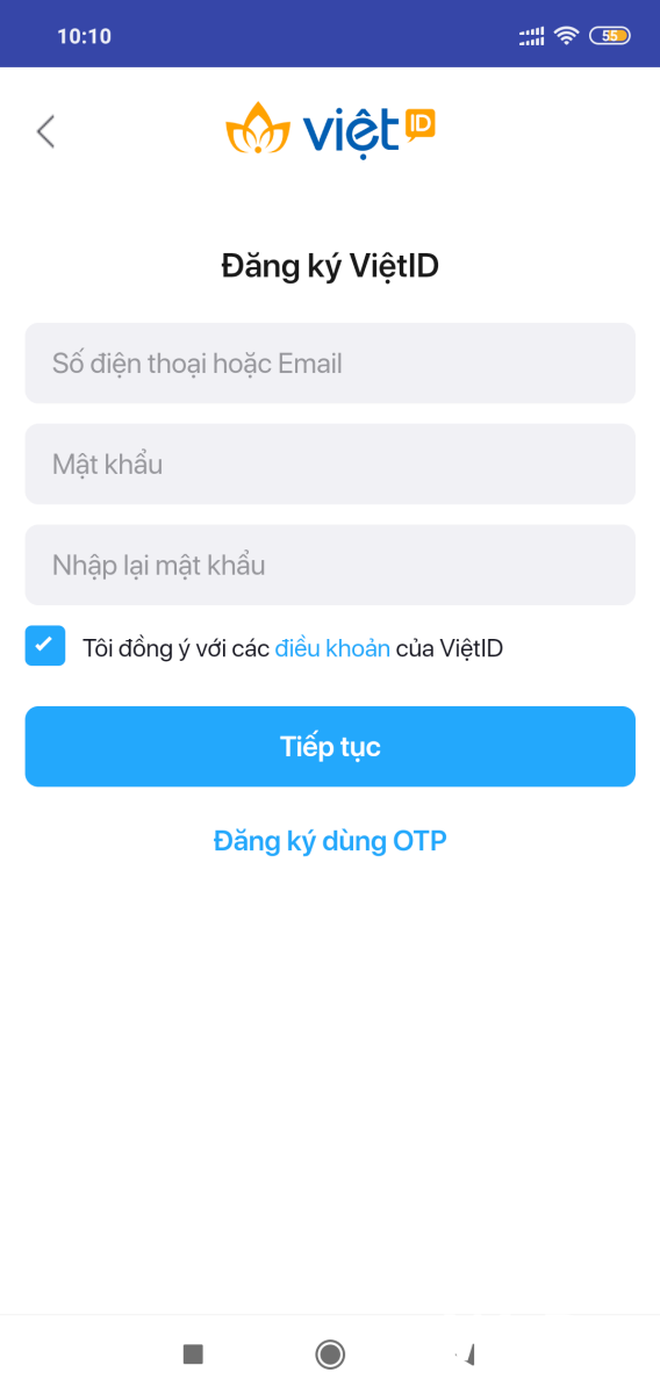 10:10
55
việt ID
Đăng ký ViệtID
Số điện thoại hoặc Email
Mật khẩu
Nhập lại mật khẩu
Tôi đồng ý với các điều khoản của ViệtID
Tiếp tục
Đăng ký dùng OTP